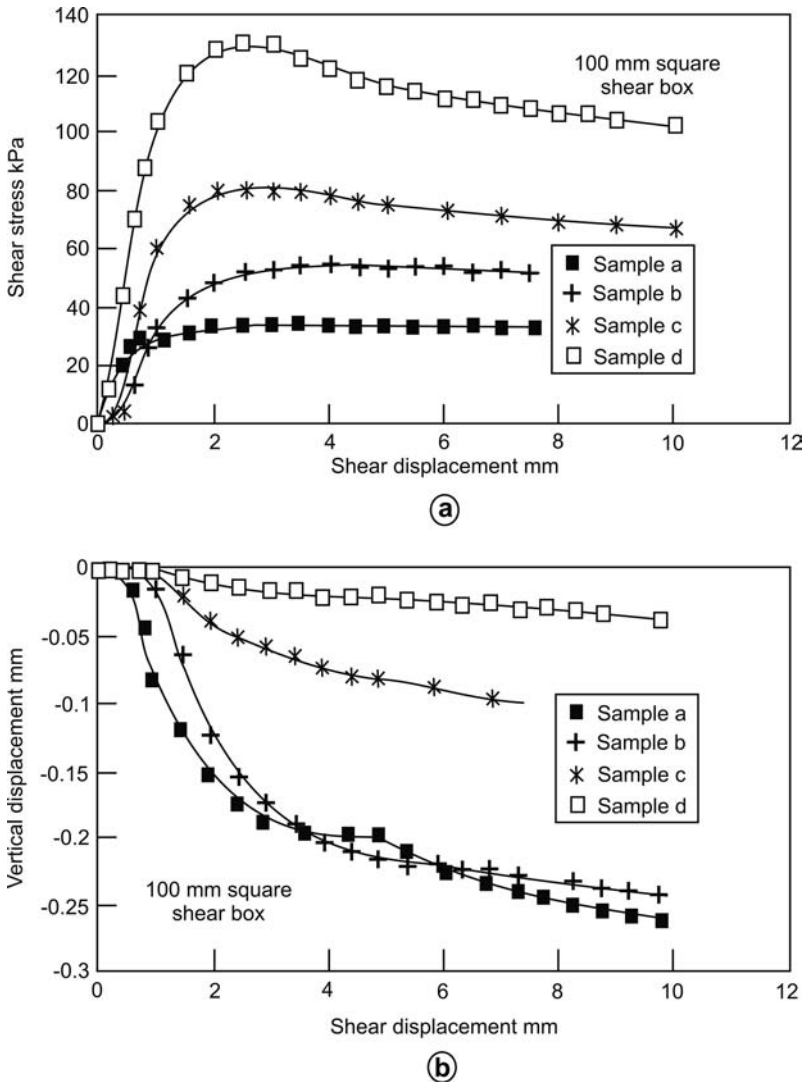 140
120
100
80
60
40
20
0
Shear stress kPa
100 mm square
shear box
Sample a
Sample b
Sample c
Sample d
0 2 4 6 8 10 12
Shear displacement mm
a
0
-0.05
-0.1
-0.15
-0.2
-0.25
-0.3
Vertical displacement mm
Sample a
Sample b
Sample c
Sample d
100 mm square
shear box
0 2 4 6 8 10 12
Shear displacement mm
b